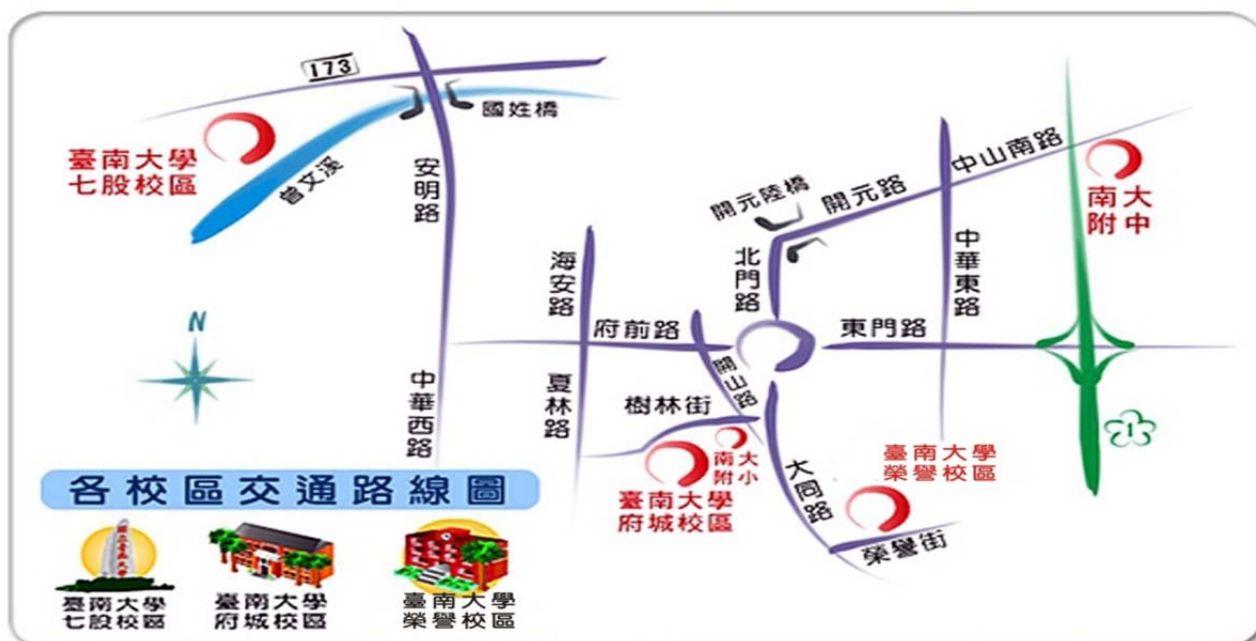 173
國姓橋
臺南大學
七股校區
曾文溪
安明路
中山南路
開元路
開元陸橋
南大
附中
北門路
海安路
中華東路
N
府前路
東門路
開山路
中華西路
夏林路
樹林街
南大
附小
臺南大學
府城校區
大同路
臺南大學
榮譽校區
1
榮譽街
各校區交通路線圖
國立臺南大學
臺南大學
七股校區
臺南大學
府城校區
臺南大學
榮譽校區